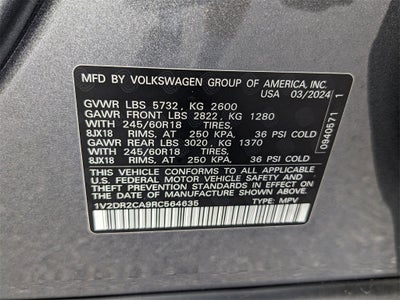 MFD BY VOLKSWAGEN GROUP OF AMERICA, INC.
USA 03/2024
GVWR LBS 5732, KG 2600
GAWR FRONT LBS 2822, KG 1280
WITH 245/60R18 TIRES,
8JX18 RIMS, AT 250 KPA, 36 PSI COLD
GAWR REAR LBS 3020, KG 1370
WITH 245/60R18 TIRES,
8JX18 RIMS, AT 250 KPA, 36 PSI COLD
THIS VEHICLE CONFORMS TO ALL APPLICABLE
U.S. FEDERAL MOTOR VEHICLE SAFETY
STANDARDS IN EFFECT ON THE DATE OF
MANUFACTURE SHOWN ABOVE.
1V2DR2CA9RC564635 TYPE: MPV
0940571 1